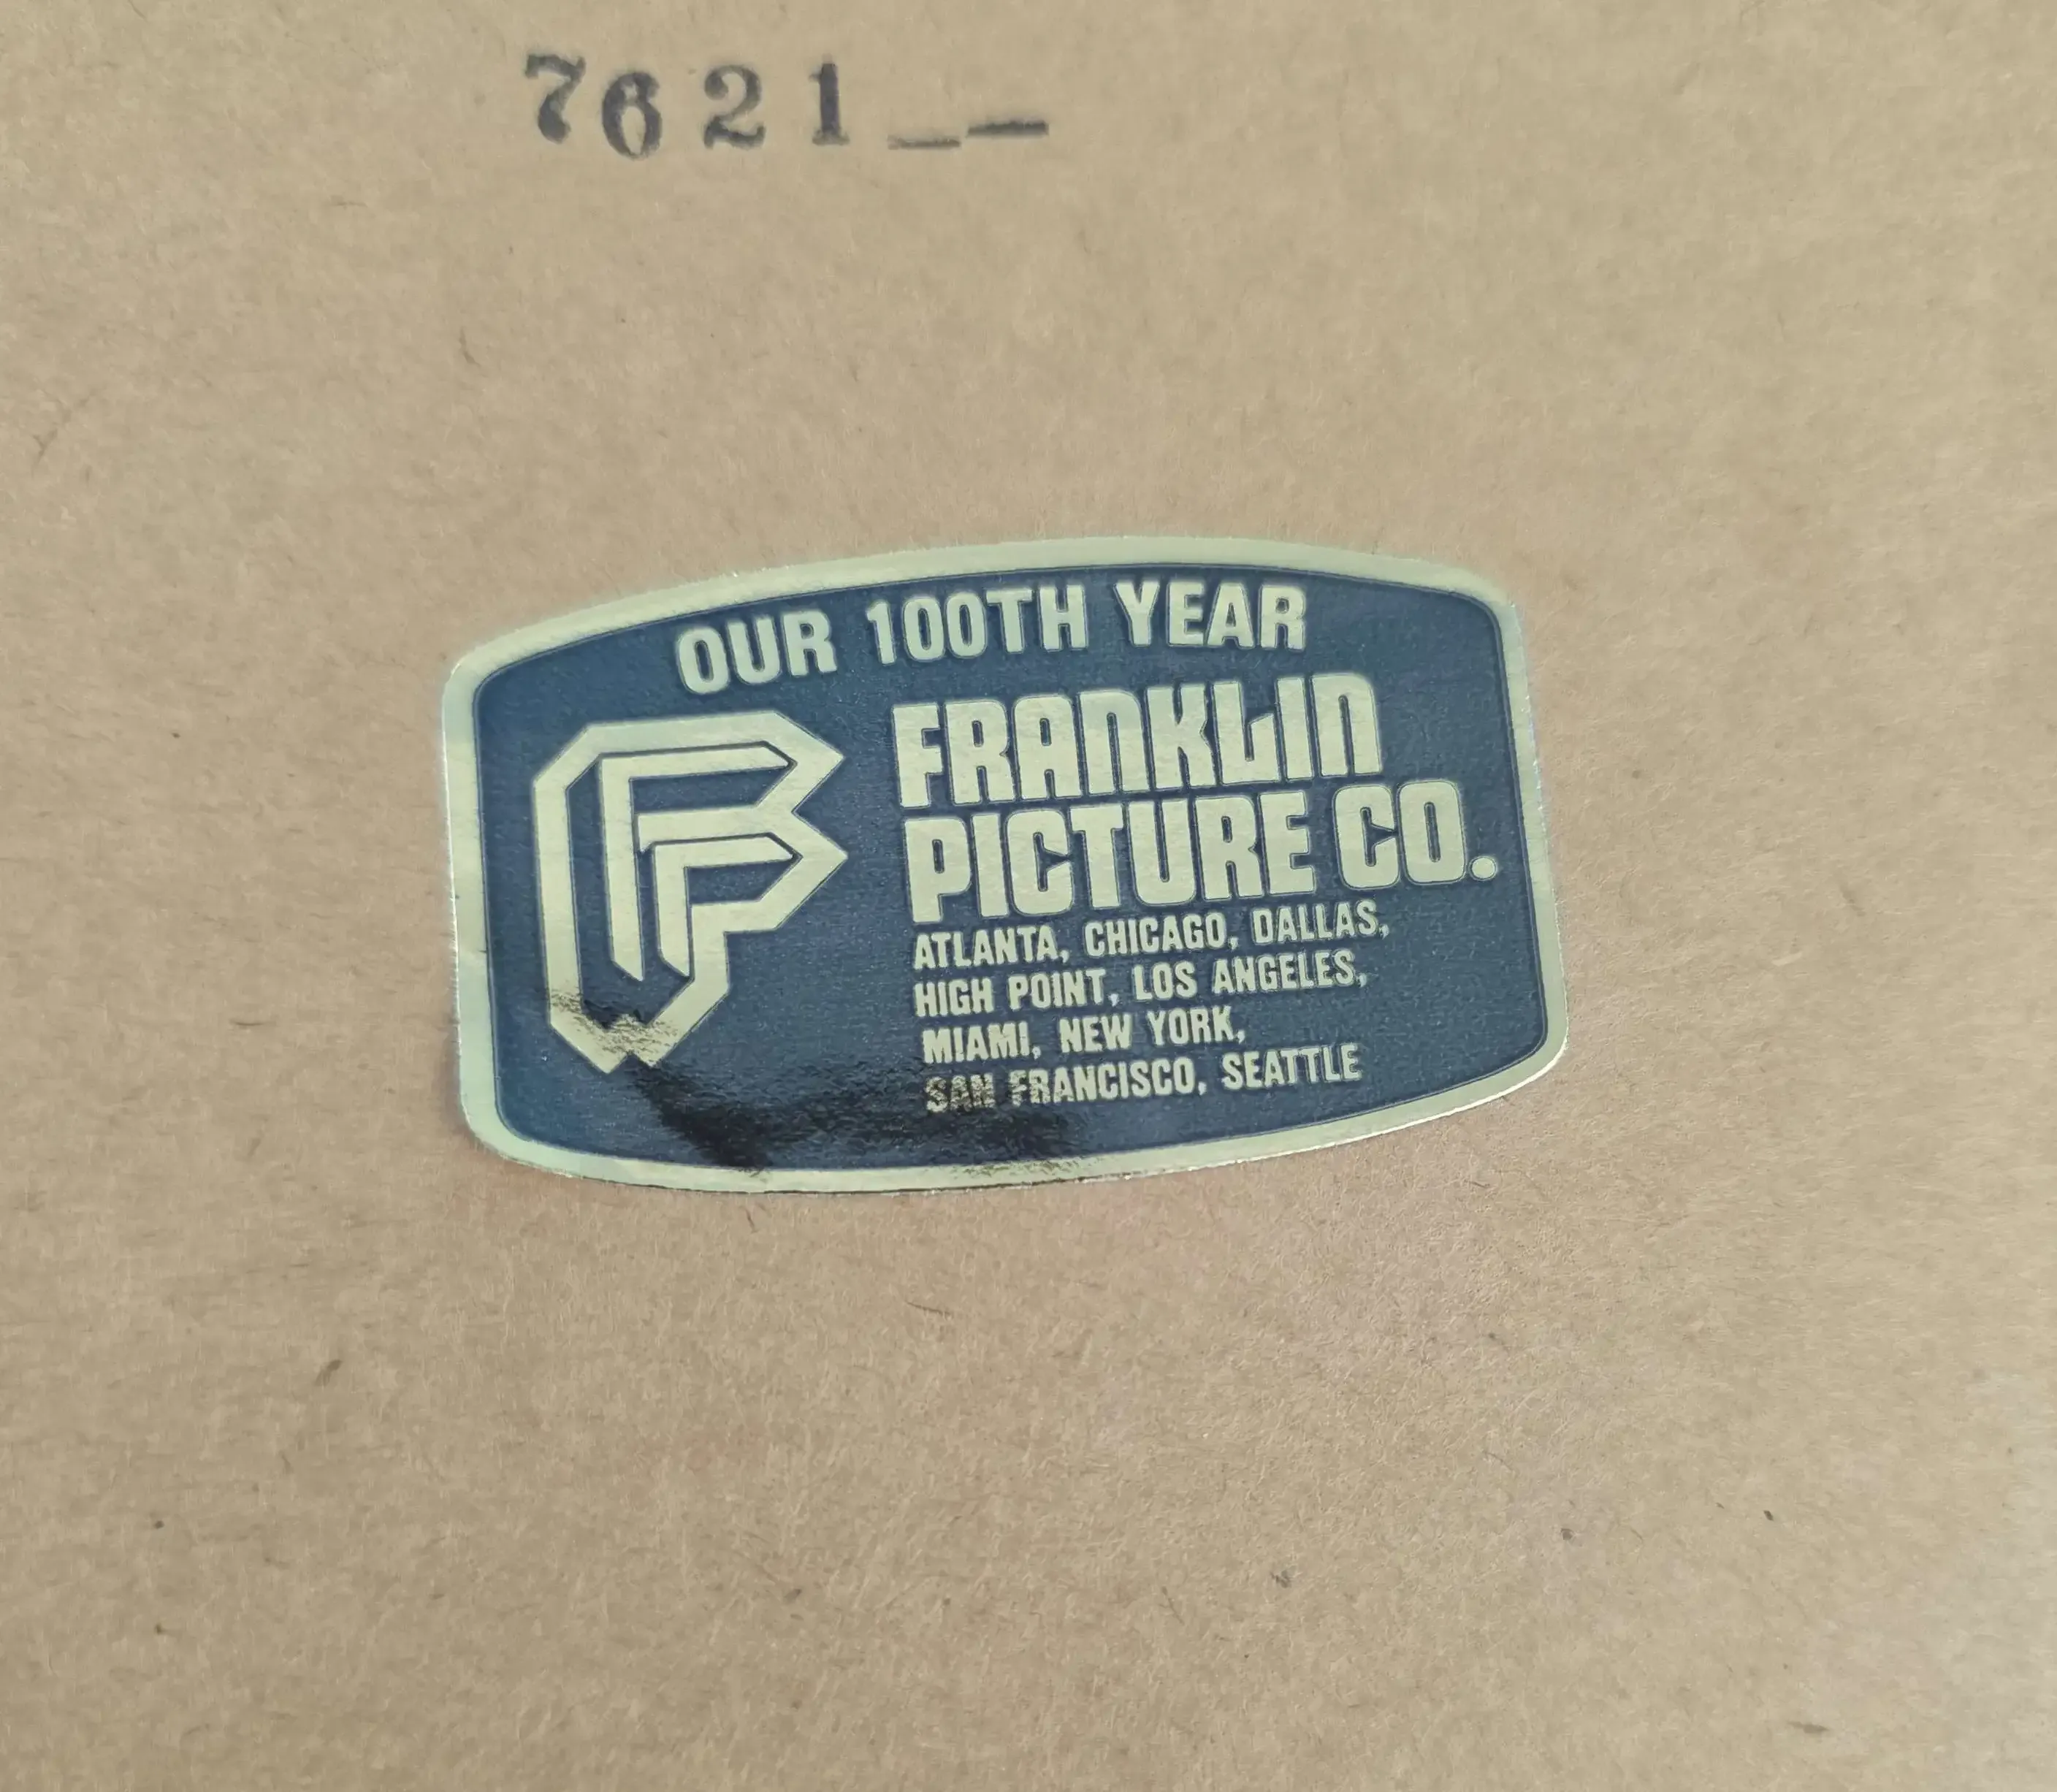 7621__
OUR 100TH YEAR
FRANKLIN
PICTURE CO.
ATLANTA, CHICAGO, DALLAS,
HIGH POINT, LOS ANGELES,
MIAMI, NEW YORK,
SAN FRANCISCO, SEATTLE